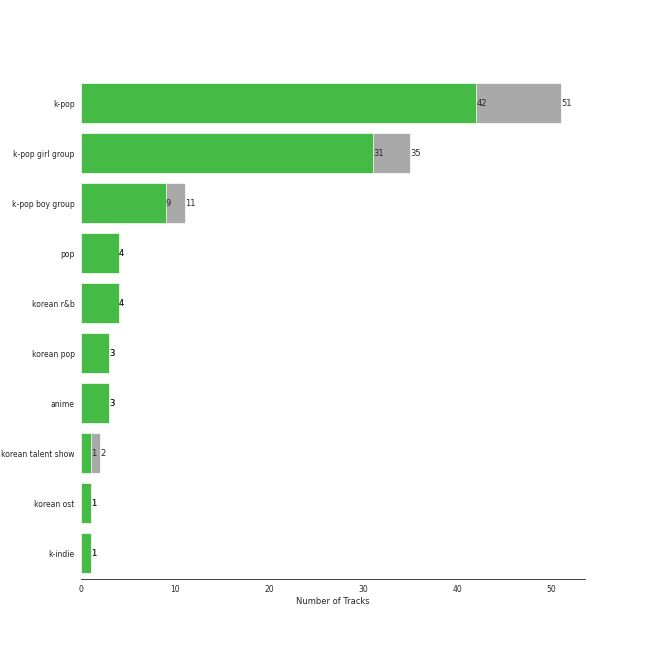 k-pop 42 51
k-pop girl group 31 35
k-pop boy group 9 11
pop 4
korean r&b 4
korean pop 3
anime 3
korean talent show 1 2
korean ost 1
k-indie 1
0 10 20 30 40 50
Number of Tracks